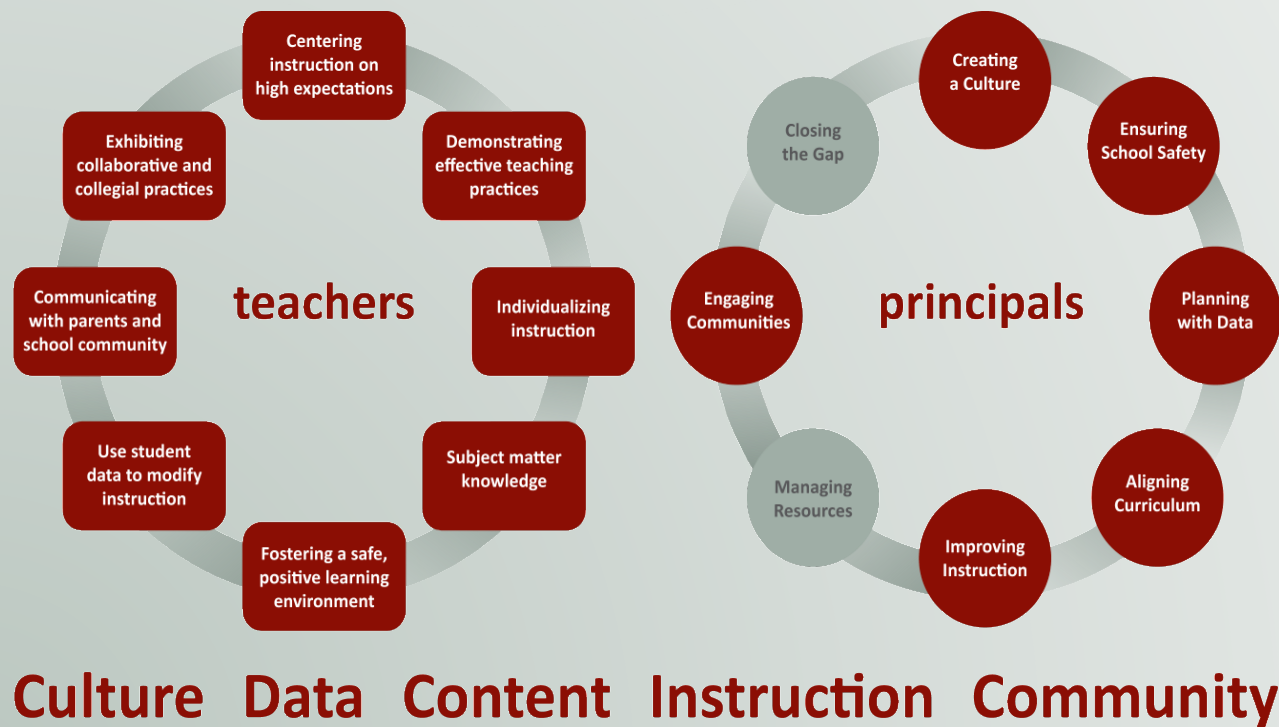 Centering
instruction on
high expectations
Demonstrating
effective teaching
practices
Individualizing
instruction
Subject matter
knowledge
Fostering a safe,
positive learning
environment
Use student
data to modify
instruction
Communicating
with parents and
school community
Exhibiting
collaborative and
collegial practices
teachers
Creating
a Culture
Ensuring
School Safety
Planning
with Data
Aligning
Curriculum
Improving
Instruction
Managing
Resources
Engaging
Communities
Closing
the Gap
principals
Culture Data Content Instruction Community